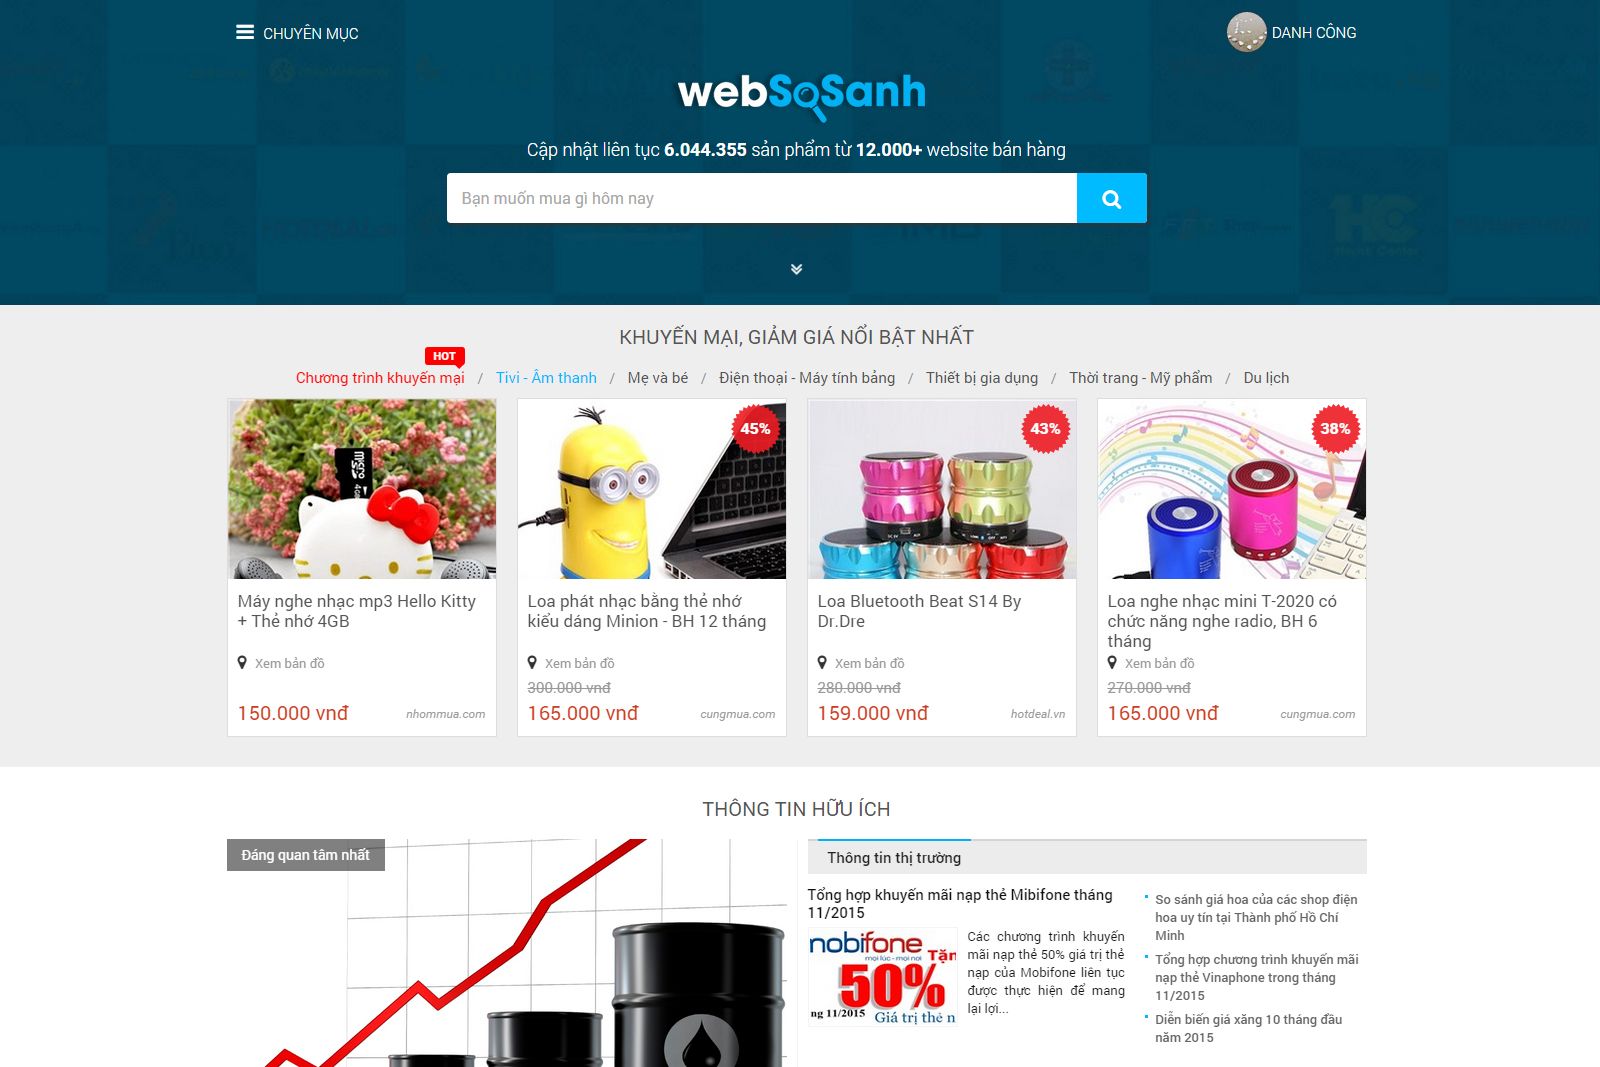 CHUYÊN MỤC
DANH CÔNG
webSoSanh
Cập nhật liên tục 6.044.355 sản phẩm từ 12.000+ website bán hàng
Bạn muốn mua gì hôm nay
KHUYẾN MẠI, GIẢM GIÁ NỔI BẬT NHẤT
HOT
Chương trình khuyến mại / Tivi - Âm thanh / Mẹ và bé / Điện thoại - Máy tính bảng / Thiết bị gia dụng / Thời trang - Mỹ phẩm / Du lịch
Máy nghe nhạc mp3 Hello Kitty
+ Thẻ nhớ 4GB
Xem bản đồ
150.000 vnđ
nhommua.com
45%
Loa phát nhạc bằng thẻ nhớ
kiểu dáng Minion - BH 12 tháng
Xem bản đồ
300.000 vnđ
165.000 vnđ
cungmua.com
43%
Loa Bluetooth Beat S14 By
Dr.Dre
Xem bản đồ
280.000 vnđ
159.000 vnđ
hotdeal.vn
38%
Loa nghe nhạc mini T-2020 có
chức năng nghe radio, BH 6
tháng
Xem bản đồ
270.000 vnđ
165.000 vnđ
cungmua.com
THÔNG TIN HỮU ÍCH
Đáng quan tâm nhất
Thông tin thị trường
Tổng hợp khuyến mãi nạp thẻ Mibifone tháng
11/2015
mobifone
mọi lúc - mọi nơi
Tặn
50%
ng 11/2015
Giá trị thẻ n
Các chương trình khuyến
mãi nạp thẻ 50% giá trị thẻ
nạp của Mobifone liên tục
được thực hiện để mang
lại lợi...
So sánh giá hoa của các shop điện
hoa uy tín tại Thành phố Hồ Chí
Minh
Tổng hợp chương trình khuyến mãi
nạp thẻ Vinaphone trong tháng
11/2015
Diễn biến giá xăng 10 tháng đầu
năm 2015